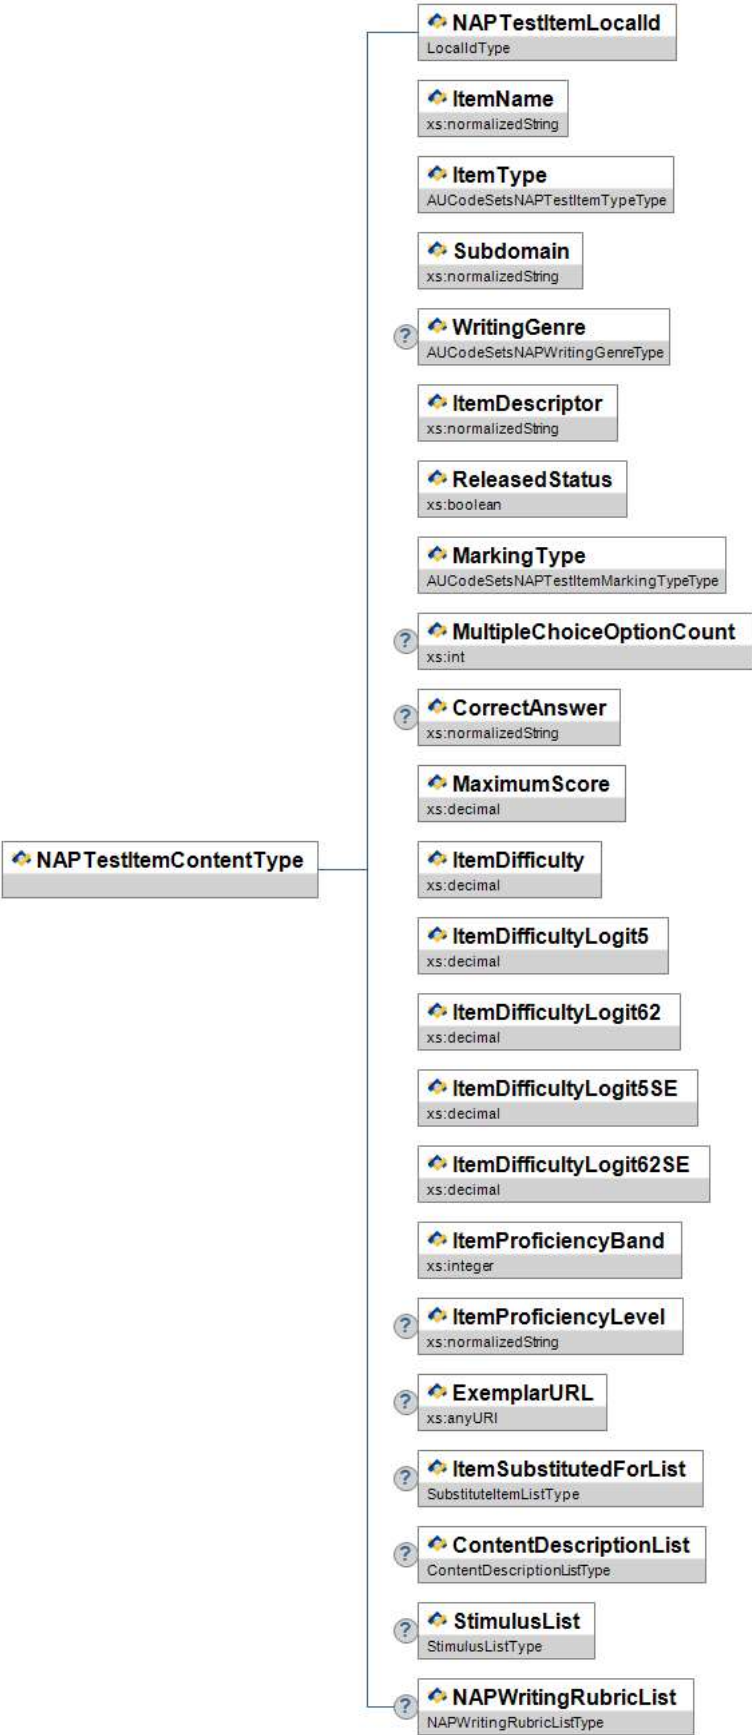 NAPTestItemLocalId
LocalIdType
ItemName
xs:normalizedString
ItemType
AUCodeSetsNAPTestItemTypeType
Subdomain
xs:normalizedString
?
WritingGenre
AUCodeSetsNAPWritingGenreType
ItemDescriptor
xs:normalizedString
ReleasedStatus
xs:boolean
MarkingType
AUCodeSetsNAPTestItemMarkingTypeType
?
MultipleChoiceOptionCount
xs:int
?
CorrectAnswer
xs:normalizedString
MaximumScore
xs:decimal
NAPTestItemContentType
ItemDifficulty
xs:decimal
ItemDifficultyLogit5
xs:decimal
ItemDifficultyLogit62
xs:decimal
ItemDifficultyLogit5SE
xs:decimal
ItemDifficultyLogit62SE
xs:decimal
ItemProficiencyBand
xs:integer
?
ItemProficiencyLevel
xs:normalizedString
?
ExemplarURL
xs:anyURI
?
ItemSubstitutedForList
SubstituteItemListType
?
ContentDescriptionList
ContentDescriptionListType
?
StimulusList
StimulusListType
?
NAPWritingRubricList
NAPWritingRubricListType